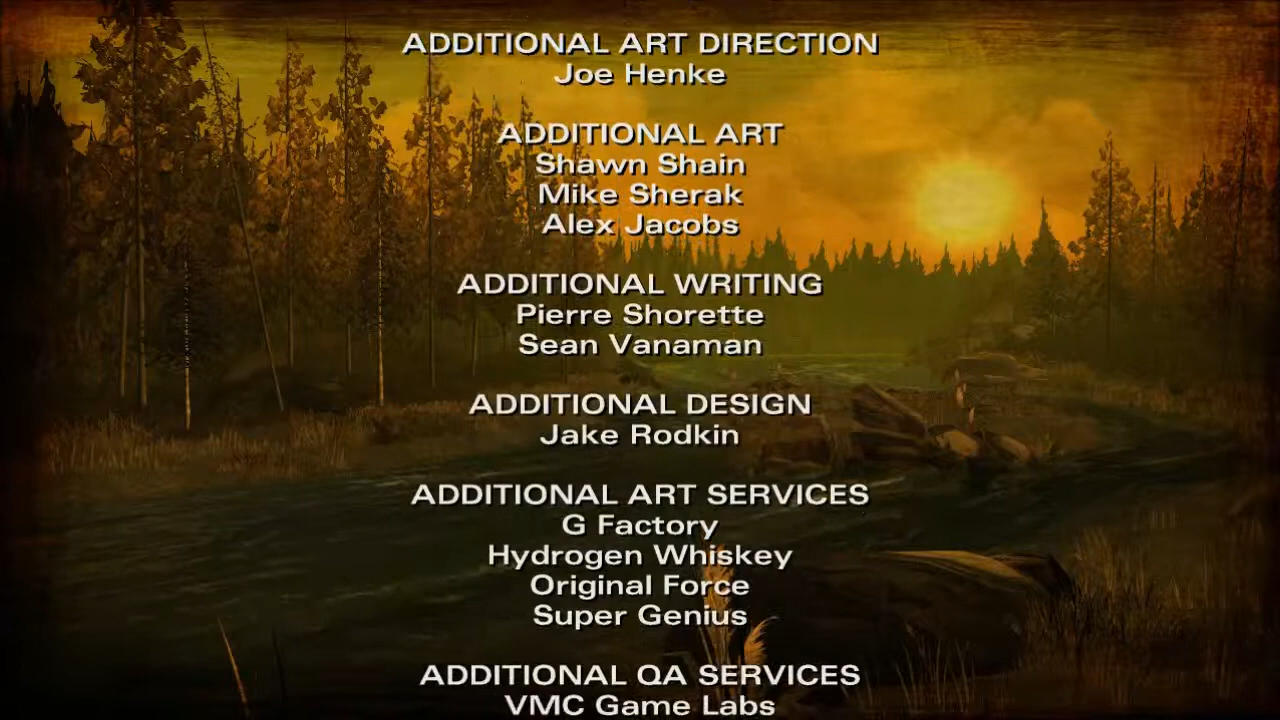 ADDITIONAL ART DIRECTION
Joe Henke
ADDITIONAL ART
Shawn Shain
Mike Sherak
Alex Jacobs
ADDITIONAL WRITING
Pierre Shorette
Sean Vanaman
ADDITIONAL DESIGN
Jake Rodkin
ADDITIONAL ART SERVICES
G Factory
Hydrogen Whiskey
Original Force
Super Genius
ADDITIONAL QA SERVICES
VMC Game Labs